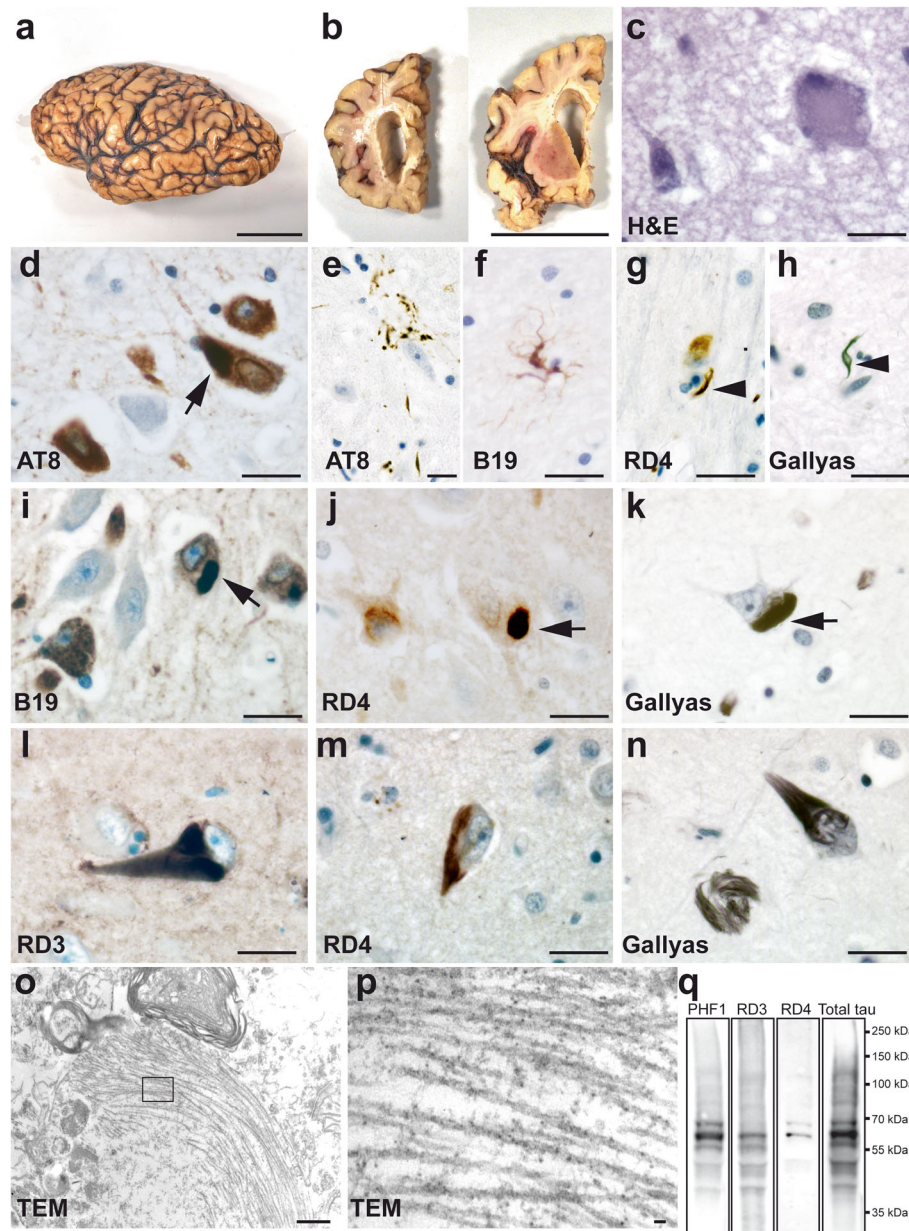 a
b
c
H&E
d
e
f
g
h
AT8
AT8
B19
RD4
Gallyas
i
j
k
B19
RD4
Gallyas
l
m
n
RD3
RD4
Gallyas
o
p
q
PHF1 RD3 RD4 Total tau
250 kDa
150 kDa
100 kDa
70 kDa
55 kDa
35 kDa
TEM
TEM